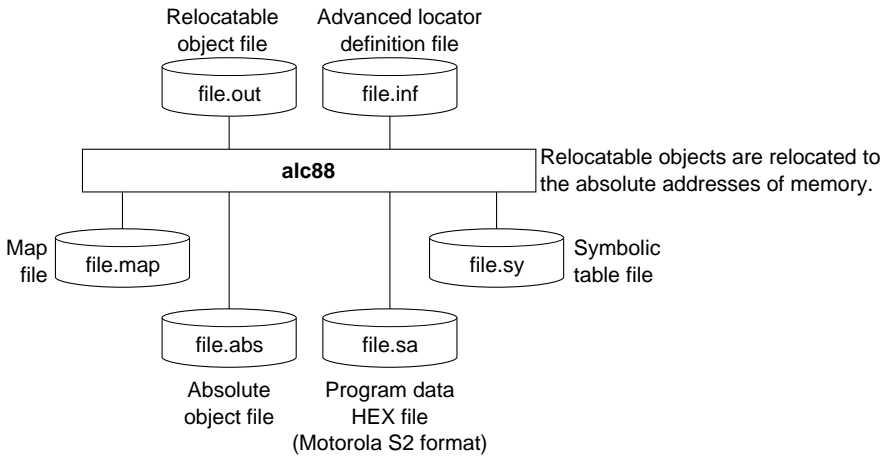 Relocatable
object file
Advanced locator
definition file
file.out
file.inf
alc88
Relocatable objects are relocated to
the absolute addresses of memory.
Map
file
file.map
file.sy
Symbolic
table file
file.abs
file.sa
Absolute
object file
Program data
HEX file
(Motorola S2 format)